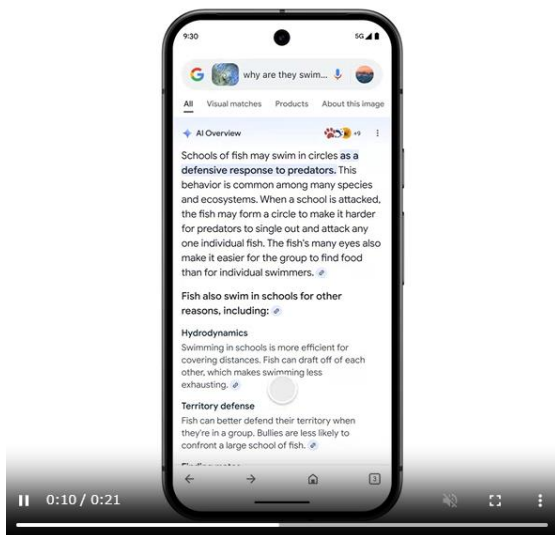 9:30
5G
why are they swim...
All Visual matches Products About this image
AI Overview
+9
Schools of fish may swim in circles as a
defensive response to predators. This
behavior is common among many species
and ecosystems. When a school is attacked,
the fish may form a circle to make it harder
for predators to single out and attack any
one individual fish. The fish's many eyes also
make it easier for the group to find food
than for individual swimmers.
Fish also swim in schools for other
reasons, including:
Hydrodynamics
Swimming in schools is more efficient for
covering distances. Fish can draft off of each
other, which makes swimming less
exhausting.
Territory defense
Fish can better defend their territory when
they're in a group. Bullies are less likely to
confront a large school of fish.
3
0:10 / 0:21